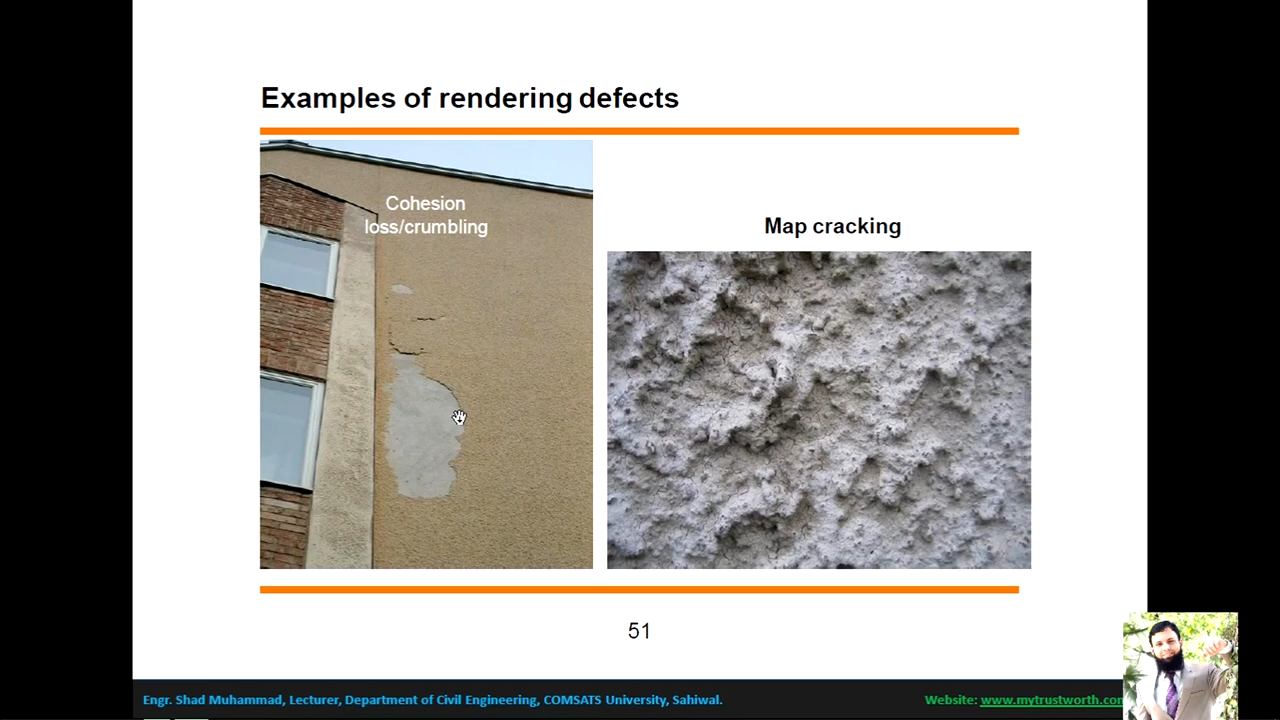 Examples of rendering defects
Cohesion
loss/crumbling
Map cracking
51
Engr. Shad Muhammad, Lecturer, Department of Civil Engineering, COMSATS University, Sahiwal.
Website: www.mytrustworth.com